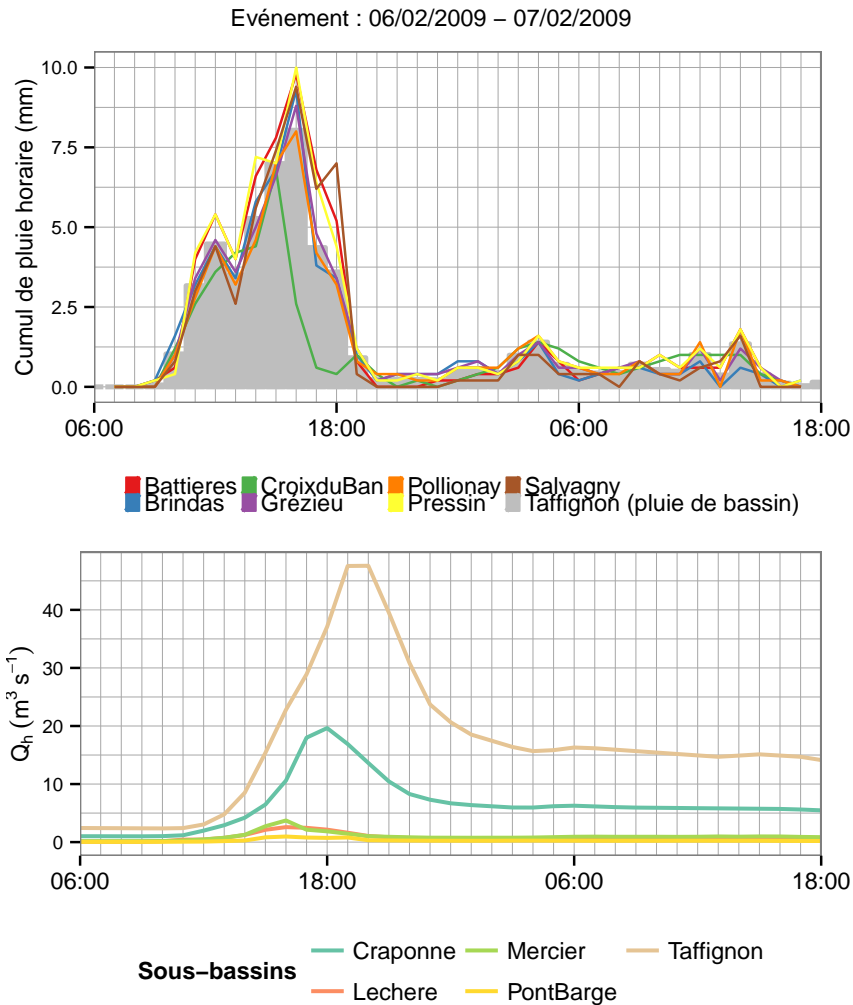 Evénement : 06/02/2009 – 07/02/2009
Cumul de pluie horaire (mm)
10.0
7.5
5.0
2.5
0.0
06:00 18:00 06:00 18:00
Battieres CroixduBan Pollionay Salvagny
Brindas Grézieu Pressin Taffignon (pluie de bassin)
Qh (m³ s⁻¹)
40
30
20
10
0
06:00 18:00 06:00 18:00
Sous–bassins
Craponne Mercier Taffignon
Lechere PontBarge